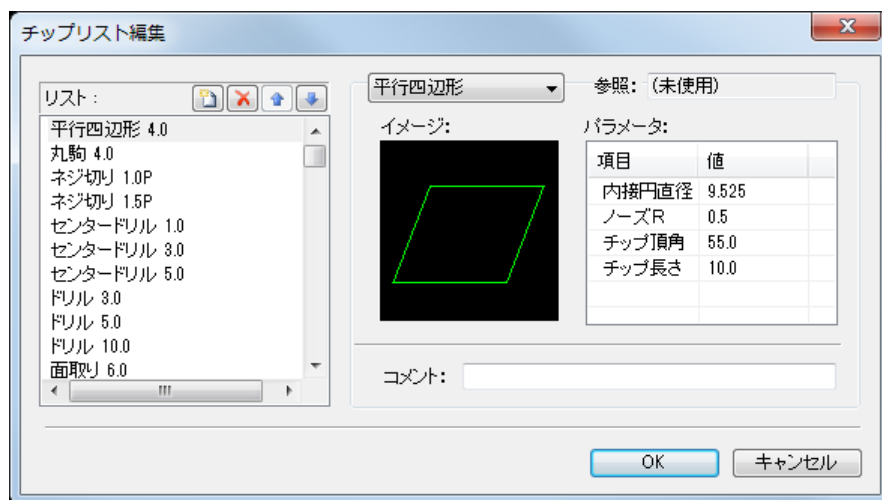 チップリスト編集
リスト:
平行四辺形 4.0
丸駒 4.0
ネジ切り 1.0P
ネジ切り 1.5P
センタードリル 1.0
センタードリル 3.0
センタードリル 5.0
ドリル 3.0
ドリル 5.0
ドリル 10.0
面取り 6.0
平行四辺形
参照: (未使用)
イメージ:
パラメータ:
項目 値
内接円直径 9.525
ノーズR 0.5
チップ頂角 55.0
チップ長さ 10.0
コメント:
OK キャンセル